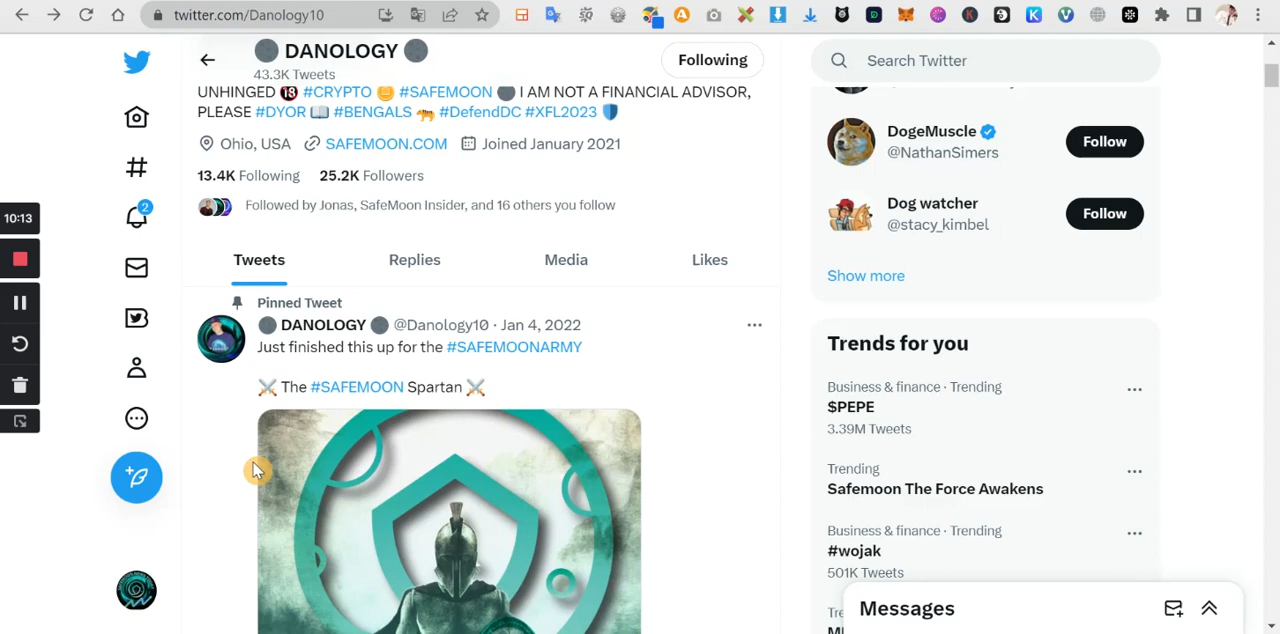 twitter.com/Danology10
DANOLOGY
43.3K Tweets
Following
UNHINGED 🔞 #CRYPTO 🪙 #SAFEMOON 🌑 I AM NOT A FINANCIAL ADVISOR,
PLEASE #DYOR 📖 #BENGALS 🐅 #DefendDC #XFL2023 🛡️
Ohio, USA SAFEMOON.COM Joined January 2021
13.4K Following 25.2K Followers
Followed by Jonas, SafeMoon Insider, and 16 others you follow
Tweets Replies Media Likes
Pinned Tweet
DANOLOGY @Danology10 · Jan 4, 2022
Just finished this up for the #SAFEMOONARMY
⚔️ The #SAFEMOON Spartan ⚔️
2
10:13
Search Twitter
DogeMuscle
@NathanSimers
Follow
Dog watcher
@stacy_kimbel
Follow
Show more
Trends for you
Business & finance · Trending
$PEPE
3.39M Tweets
Trending
Safemoon The Force Awakens
Business & finance · Trending
#wojak
501K Tweets
Messages